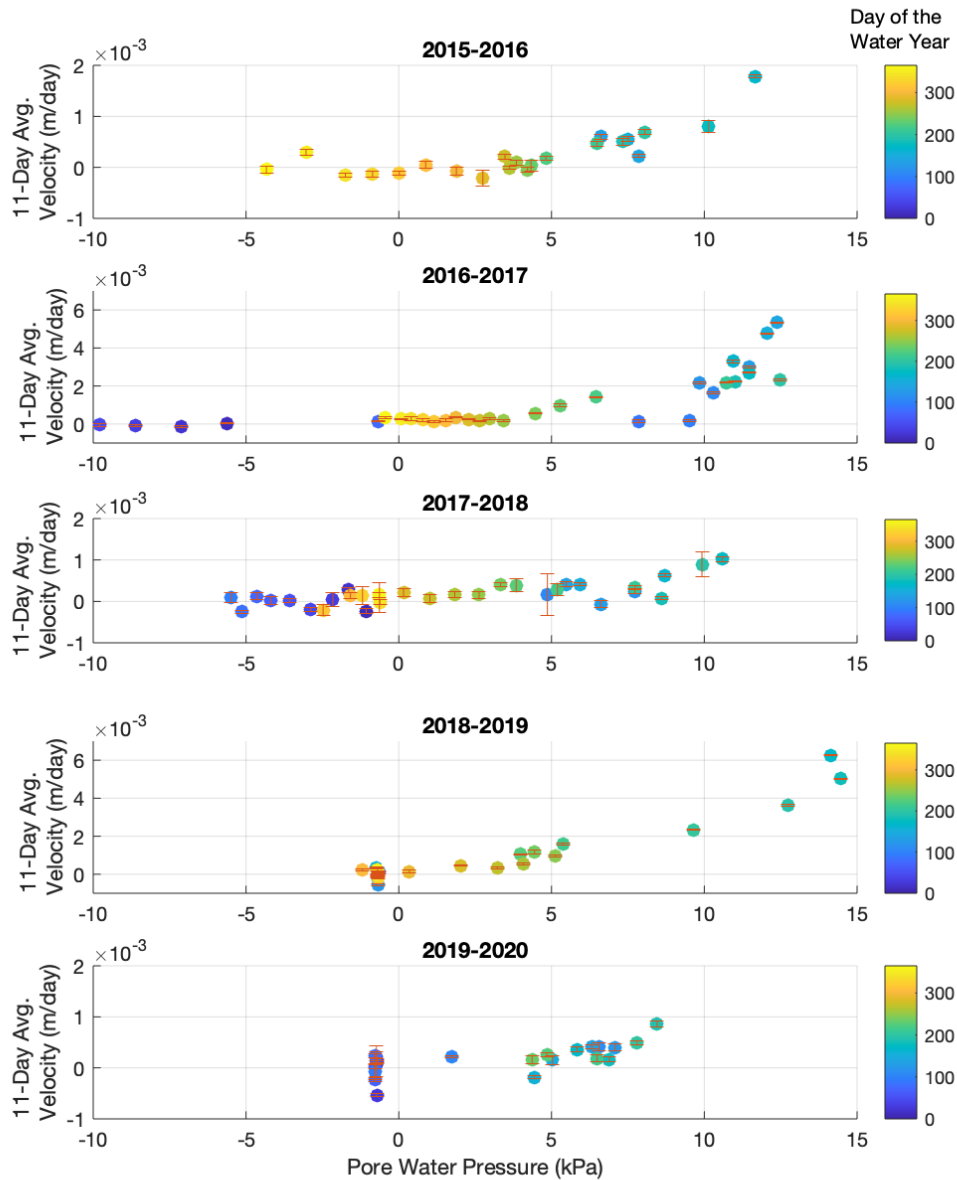 Day of the
Water Year
2015-2016
×10⁻³
11-Day Avg.
Velocity (m/day)
2
1
0
-1
-10 -5 0 5 10 15
300
200
100
0
2016-2017
×10⁻³
11-Day Avg.
Velocity (m/day)
6
4
2
0
-10 -5 0 5 10 15
300
200
100
0
2017-2018
×10⁻³
11-Day Avg.
Velocity (m/day)
2
1
0
-1
-10 -5 0 5 10 15
300
200
100
0
2018-2019
×10⁻³
11-Day Avg.
Velocity (m/day)
6
4
2
0
-10 -5 0 5 10 15
300
200
100
0
2019-2020
×10⁻³
11-Day Avg.
Velocity (m/day)
2
1
0
-1
-10 -5 0 5 10 15
300
200
100
0
Pore Water Pressure (kPa)